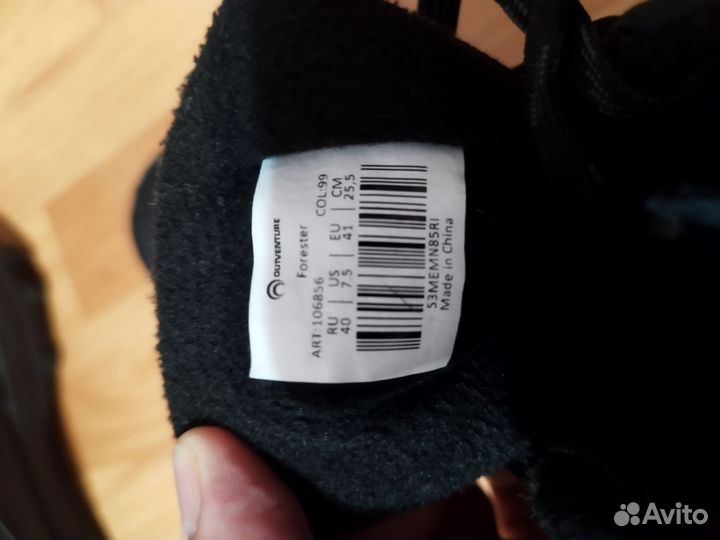 OUTVENTURE
Forester
ART:106856 COL:99
RU | US | EU | CM
40 | 7.5 | 41 | 25,5
53MEMN85RI
Made in China
Avito